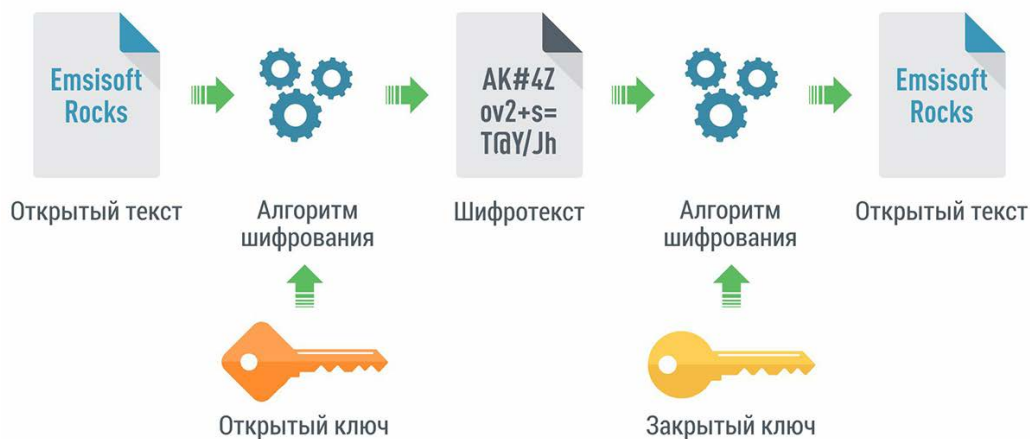 Emsisoft
Rocks
AK#4Z
ov2+s=
T@Y/Jh
Emsisoft
Rocks
Открытый текст
Алгоритм
шифрования
Шифротекст
Алгоритм
шифрования
Открытый текст
Открытый ключ
Закрытый ключ